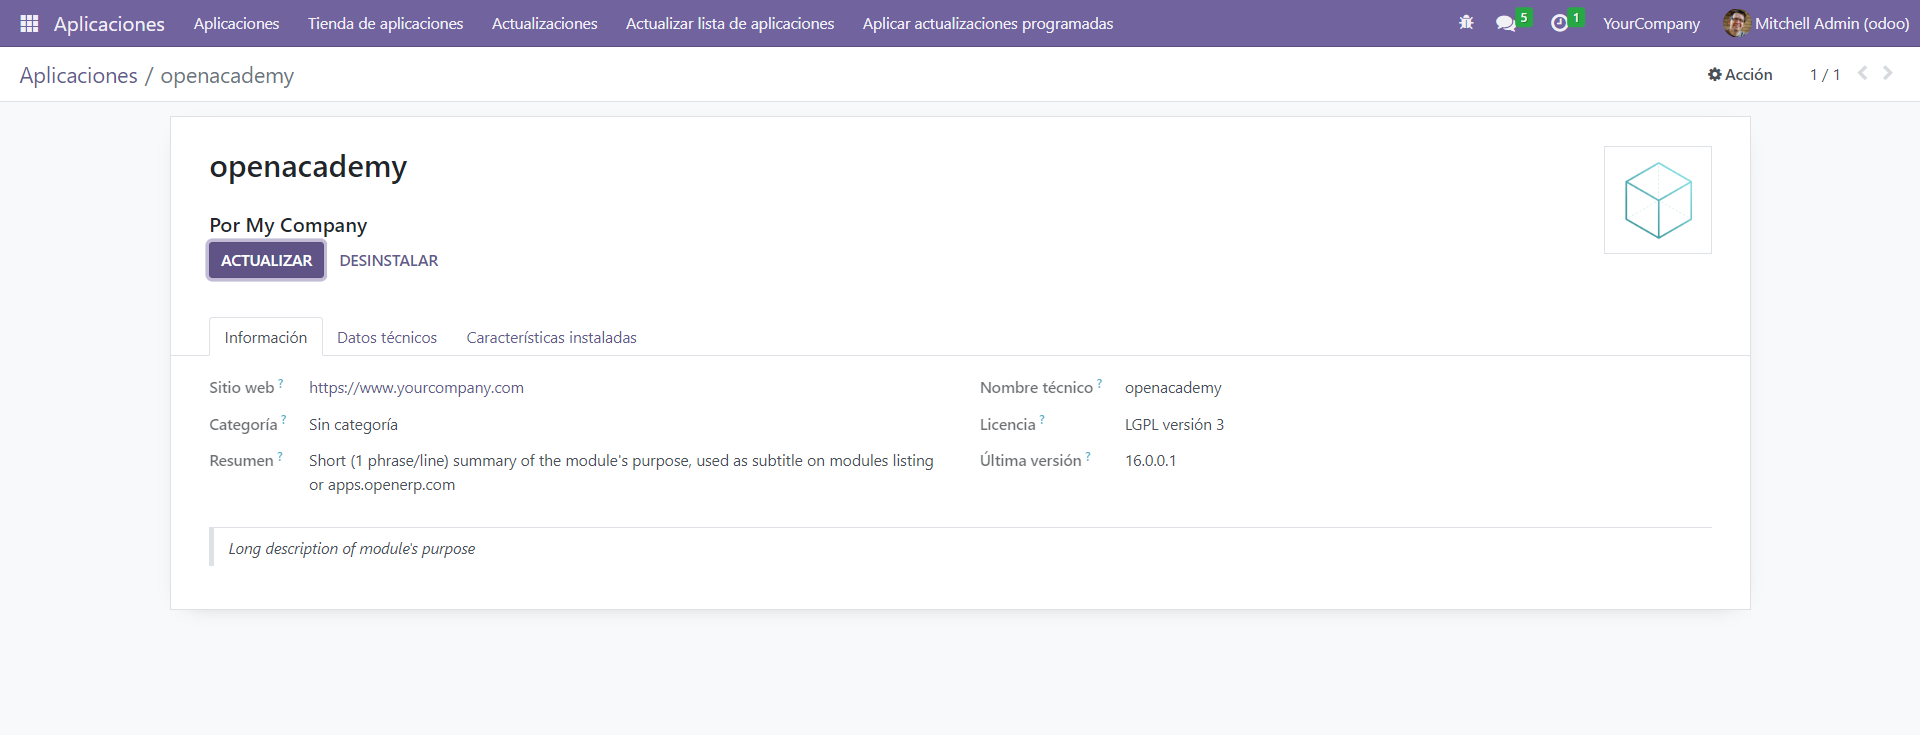 Aplicaciones Aplicaciones Tienda de aplicaciones Actualizaciones Actualizar lista de aplicaciones Aplicar actualizaciones programadas 5 1 YourCompany Mitchell Admin (odoo)
Aplicaciones / openacademy Acción 1 / 1
openacademy
Por My Company
ACTUALIZAR DESINSTALAR
Información Datos técnicos Características instaladas
Sitio web ? https://www.yourcompany.com Nombre técnico ? openacademy
Categoría ? Sin categoría Licencia ? LGPL versión 3
Resumen ? Short (1 phrase/line) summary of the module's purpose, used as subtitle on modules listing Última versión ? 16.0.0.1
or apps.openerp.com
Long description of module's purpose